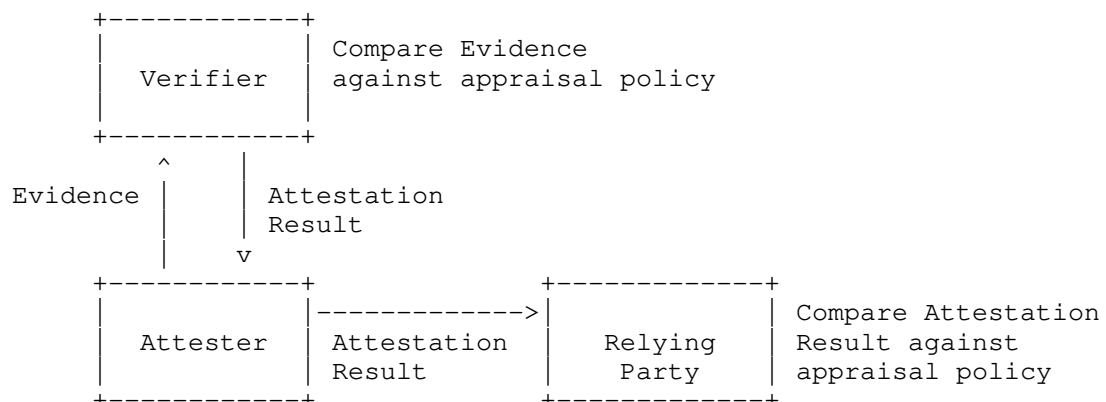 Compare Evidence
Verifier against appraisal policy
Evidence Attestation
Result
Compare Attestation
Attester Attestation Relying Result against
Result Party appraisal policy